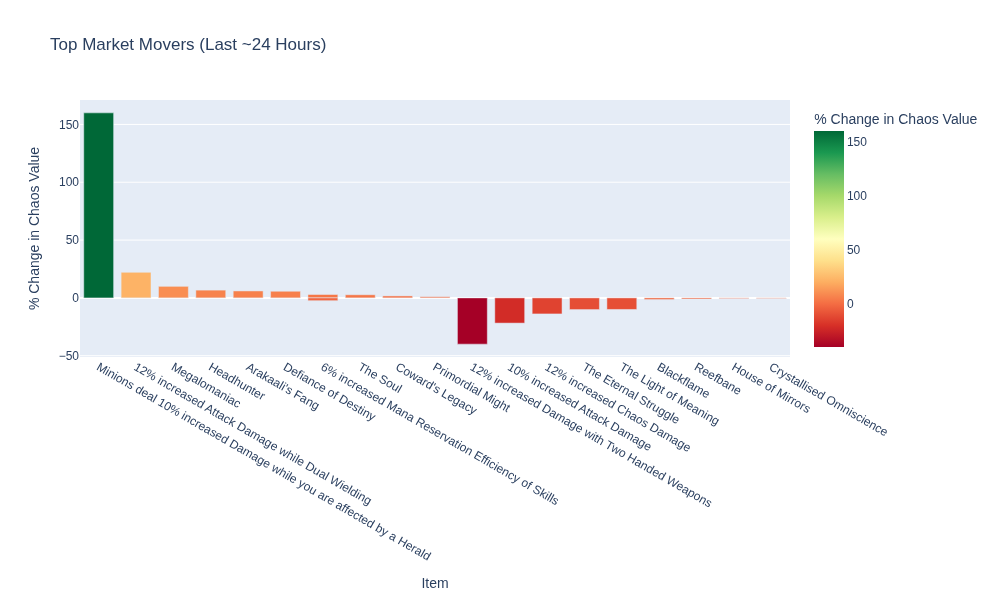 Top Market Movers (Last ~24 Hours)
% Change in Chaos Value
150
100
50
0
−50
Minions deal 10% increased Damage while you are affected by a Herald
12% increased Attack Damage while Dual Wielding
Megalomaniac
Headhunter
Arakaali's Fang
Defiance of Destiny
6% increased Mana Reservation Efficiency of Skills
The Soul
Coward's Legacy
Primordial Might
12% increased Damage with Two Handed Weapons
10% increased Attack Damage
12% increased Chaos Damage
The Eternal Struggle
The Light of Meaning
Blackflame
Reefbane
House of Mirrors
Crystallised Omniscience
Item
% Change in Chaos Value
150
100
50
0